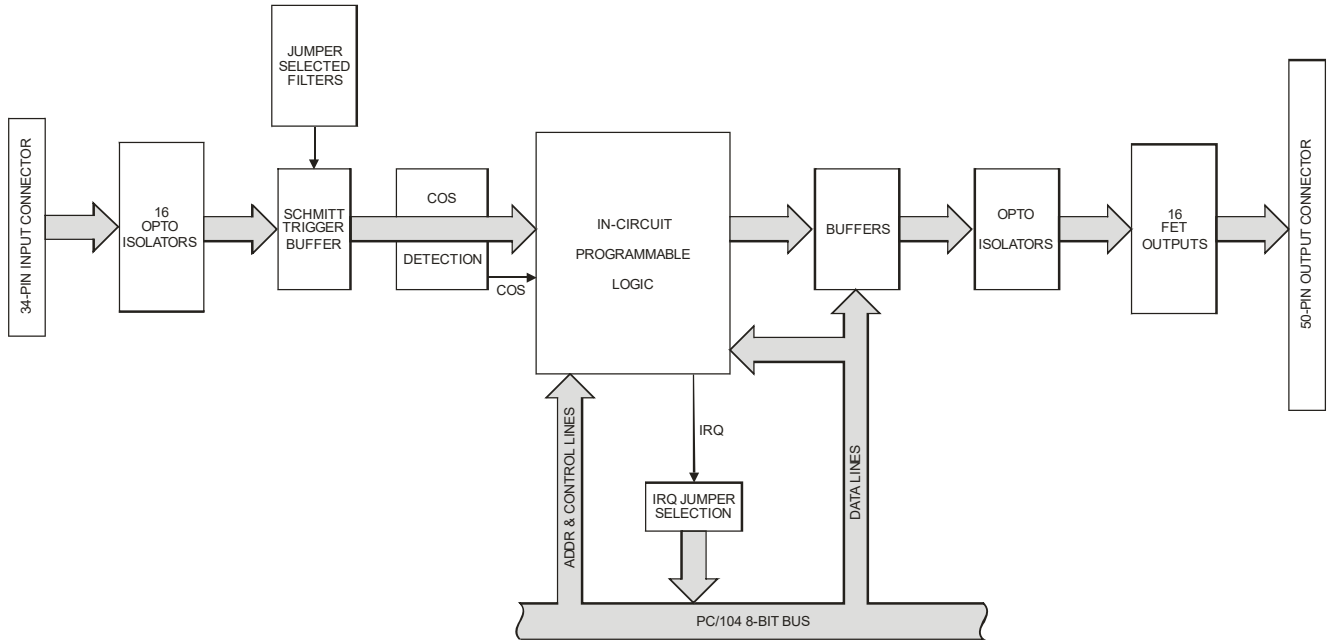 JUMPER
SELECTED
FILTERS
34-PIN INPUT CONNECTOR
16
OPTO
ISOLATORS
SCHMITT
TRIGGER
BUFFER
COS
DETECTION
COS
IN-CIRCUIT
PROGRAMMABLE
LOGIC
BUFFERS
OPTO
ISOLATORS
16
FET
OUTPUTS
50-PIN OUTPUT CONNECTOR
ADDR & CONTROL LINES
IRQ
IRQ JUMPER
SELECTION
DATA LINES
PC/104 8-BIT BUS